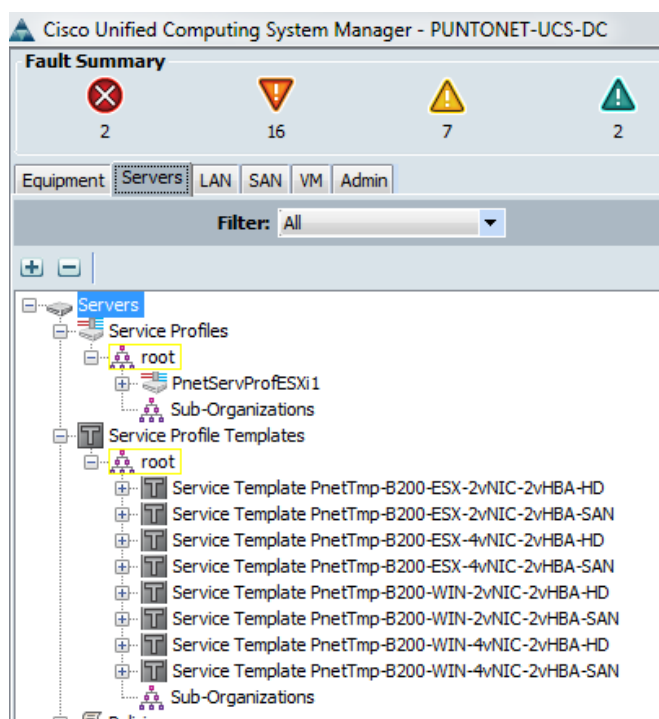 Cisco Unified Computing System Manager - PUNTONET-UCS-DC
Fault Summary
2 16 7 2
Equipment Servers LAN SAN VM Admin
Filter: All
Servers
Service Profiles
root
PnetServProfESXi1
Sub-Organizations
Service Profile Templates
root
Service Template PnetTmp-B200-ESX-2vNIC-2vHBA-HD
Service Template PnetTmp-B200-ESX-2vNIC-2vHBA-SAN
Service Template PnetTmp-B200-ESX-4vNIC-2vHBA-HD
Service Template PnetTmp-B200-ESX-4vNIC-2vHBA-SAN
Service Template PnetTmp-B200-WIN-2vNIC-2vHBA-HD
Service Template PnetTmp-B200-WIN-2vNIC-2vHBA-SAN
Service Template PnetTmp-B200-WIN-4vNIC-2vHBA-HD
Service Template PnetTmp-B200-WIN-4vNIC-2vHBA-SAN
Sub-Organizations